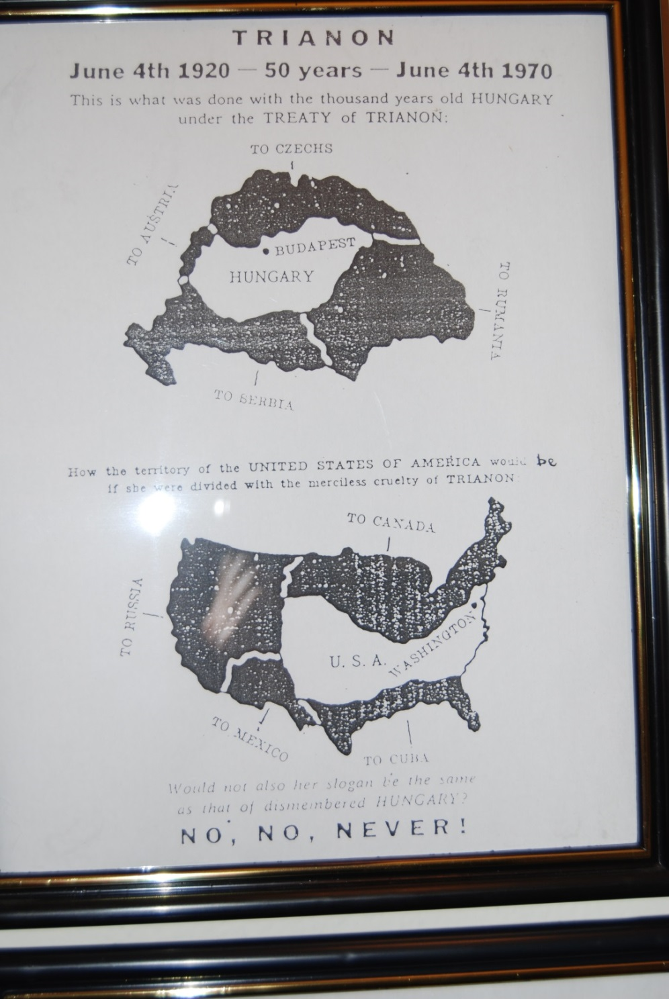 TRIANON
June 4th 1920 — 50 years — June 4th 1970
This is what was done with the thousand years old HUNGARY
under the TREATY of TRIANON:
TO CZECHS
TO AUSTRIA
BUDAPEST
HUNGARY
TO RUMANIA
TO SERBIA
How the territory of the UNITED STATES OF AMERICA would be
if she were divided with the merciless cruelty of TRIANON
TO CANADA
TO RUSSIA
WASHINGTON
U. S. A.
TO MEXICO
TO CUBA
Would not also her slogan be the same
as that of dismembered HUNGARY?
NO, NO, NEVER!